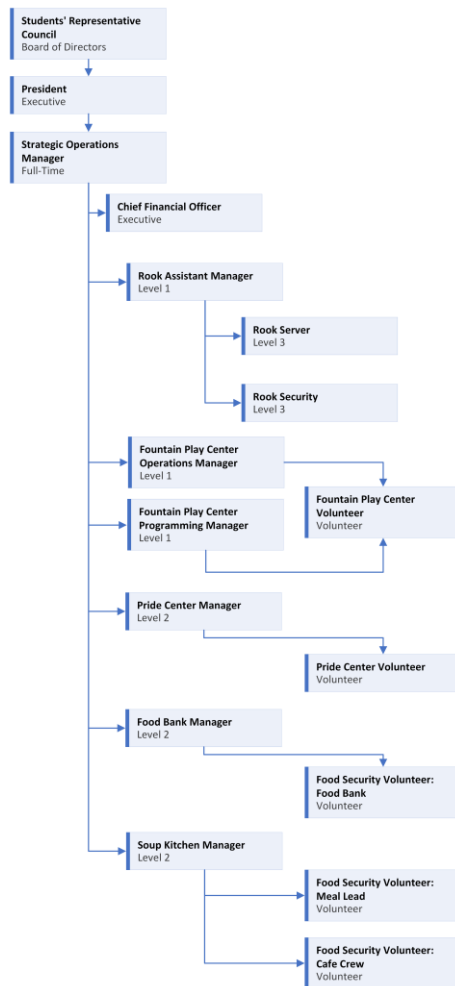 Students' Representative
Council
Board of Directors
President
Executive
Strategic Operations
Manager
Full-Time
Chief Financial Officer
Executive
Rook Assistant Manager
Level 1
Rook Server
Level 3
Rook Security
Level 3
Fountain Play Center
Operations Manager
Level 1
Fountain Play Center
Volunteer
Volunteer
Fountain Play Center
Programming Manager
Level 1
Pride Center Manager
Level 2
Pride Center Volunteer
Volunteer
Food Bank Manager
Level 2
Food Security Volunteer:
Food Bank
Volunteer
Soup Kitchen Manager
Level 2
Food Security Volunteer:
Meal Lead
Volunteer
Food Security Volunteer:
Cafe Crew
Volunteer